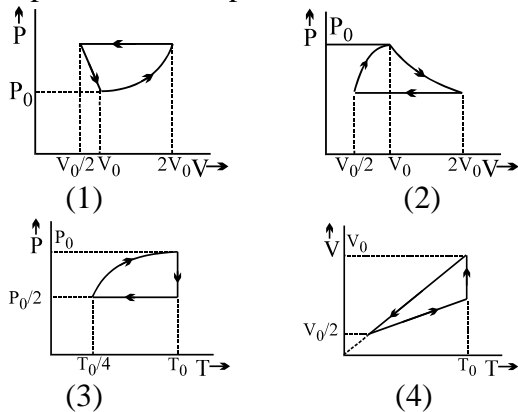 P
P₀
V₀/2 V₀ 2V₀ V
(1)
P
P₀
V₀/2 V₀ 2V₀ V
(2)
P
P₀
P₀/2
T₀/4 T₀ T
(3)
V
V₀
V₀/2
T₀ T
(4)